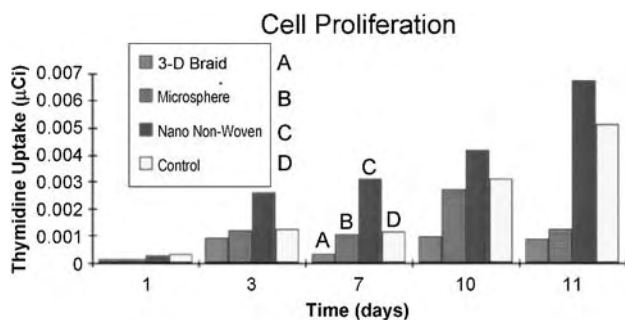 Cell Proliferation
3-D Braid A
Microsphere B
Nano Non-Woven C
Control D
Thymidine Uptake (μCi)
0.007
0.006
0.005
0.004
0.003
0.002
0.001
0
A B C D
1 3 7 10 11
Time (days)